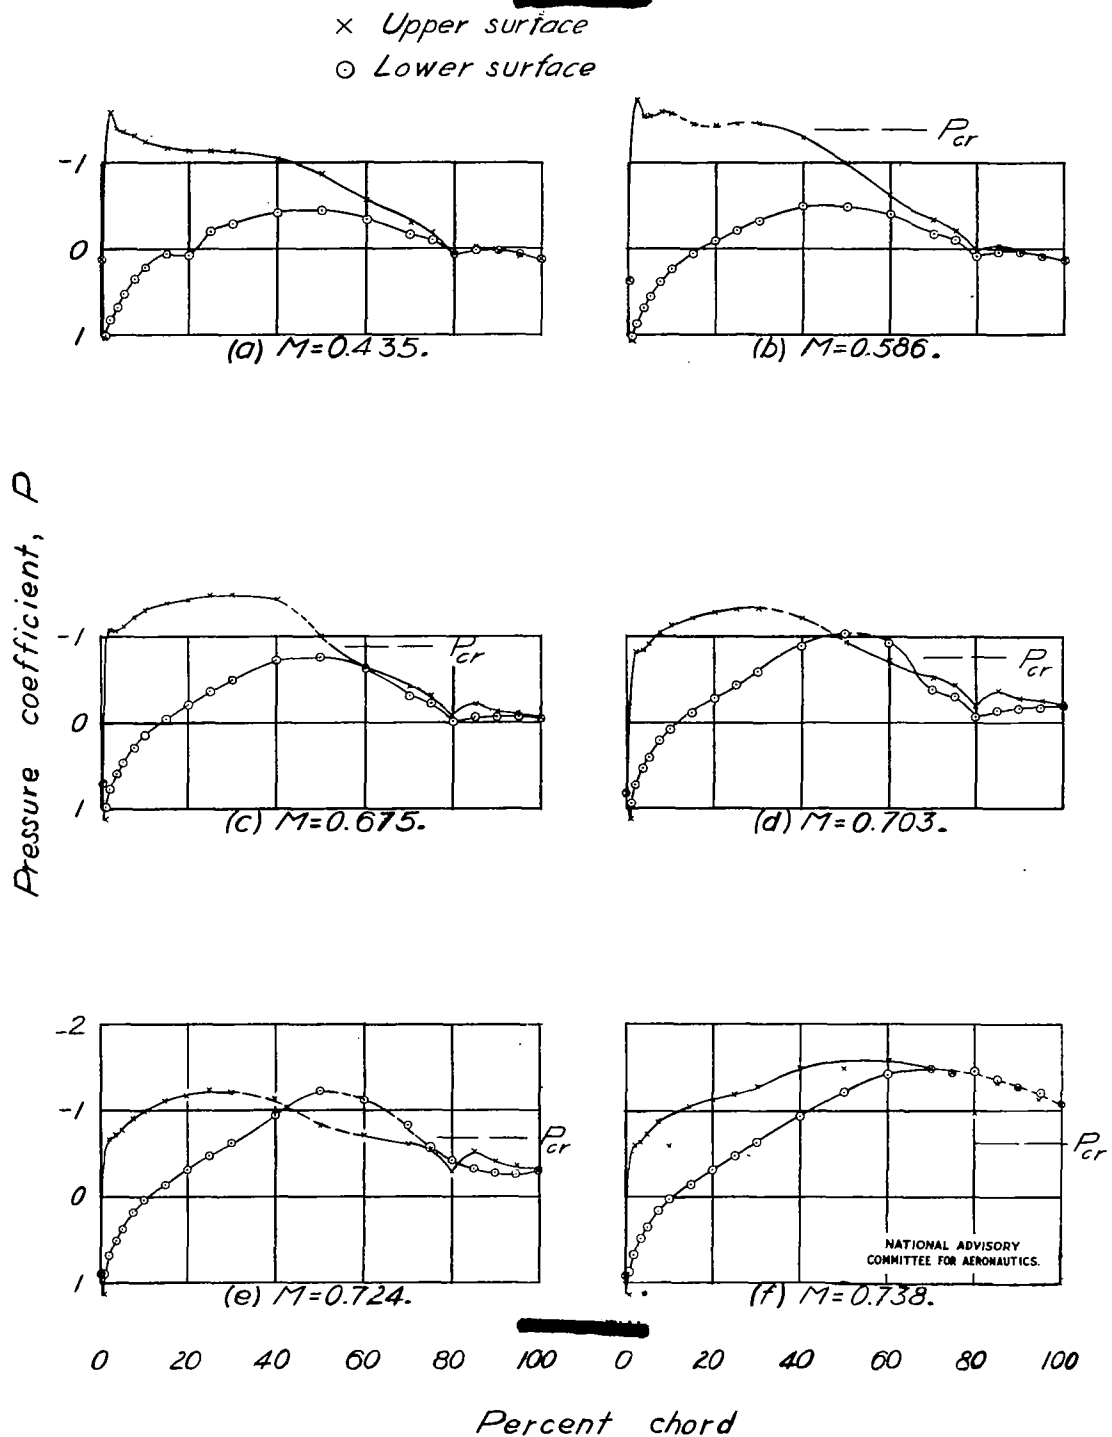 × Upper surface
⊙ Lower surface
-1
0
1
P_cr
(a) M=0.435.
(b) M=0.586.
Pressure coefficient, P
-1
0
1
P_cr
P_cr
(c) M=0.675.
(d) M=0.703.
-2
-1
0
1
P_cr
P_cr
NATIONAL ADVISORY
COMMITTEE FOR AERONAUTICS.
(e) M=0.724.
(f) M=0.738.
0 20 40 60 80 100 0 20 40 60 80 100
Percent chord